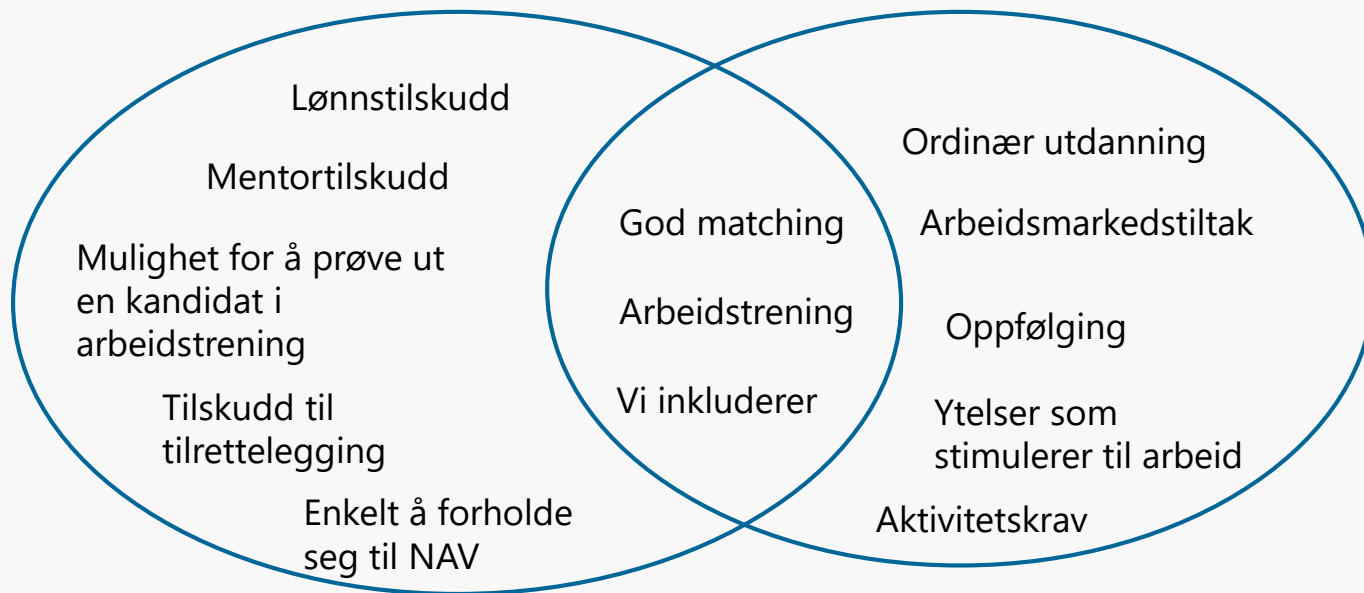 Lønnstilskudd
Mentortilskudd
Mulighet for å prøve ut
en kandidat i
arbeidstrening
Tilskudd til
tilrettelegging
Enkelt å forholde
seg til NAV
God matching
Arbeidstrening
Vi inkluderer
Ordinær utdanning
Arbeidsmarkedstiltak
Oppfølging
Ytelser som
stimulerer til arbeid
Aktivitetskrav